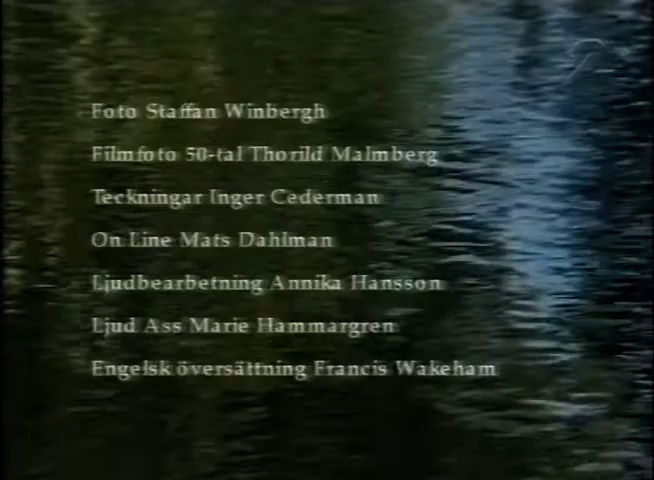 Foto Staffan Winbergh
Filmfoto 50-tal Thorild Malmberg
Teckningar Inger Cederman
On Line Mats Dahlman
Ljudbearbetning Annika Hansson
Ljud Ass Marie Hammargren
Engelsk översättning Francis Wakeham